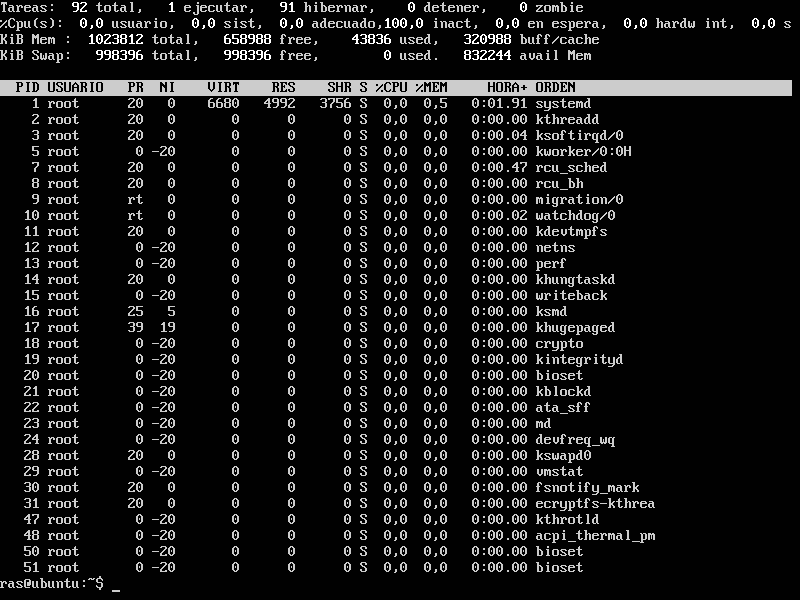 Tareas:  92 total,   1 ejecutar,   91 hibernar,    0 detener,    0 zombie
%Cpu(s):  0,0 usuario,  0,0 sist,  0,0 adecuado,100,0 inact,  0,0 en espera,  0,0 hardw int,  0,0 s
KiB Mem :  1023812 total,   658988 free,    43836 used,   320988 buff/cache
KiB Swap:   998396 total,   998396 free,        0 used.   832244 avail Mem
PID USUARIO   PR  NI    VIRT    RES    SHR S %CPU %MEM     HORA+ ORDEN
1 root      20   0    6680   4992   3756 S  0,0  0,5   0:01.91 systemd
2 root      20   0       0      0      0 S  0,0  0,0   0:00.00 kthreadd
3 root      20   0       0      0      0 S  0,0  0,0   0:00.04 ksoftirqd/0
5 root       0 -20       0      0      0 S  0,0  0,0   0:00.00 kworker/0:0H
7 root      20   0       0      0      0 S  0,0  0,0   0:00.47 rcu_sched
8 root      20   0       0      0      0 S  0,0  0,0   0:00.00 rcu_bh
9 root      rt   0       0      0      0 S  0,0  0,0   0:00.00 migration/0
10 root      rt   0       0      0      0 S  0,0  0,0   0:00.02 watchdog/0
11 root      20   0       0      0      0 S  0,0  0,0   0:00.00 kdevtmpfs
12 root       0 -20       0      0      0 S  0,0  0,0   0:00.00 netns
13 root       0 -20       0      0      0 S  0,0  0,0   0:00.00 perf
14 root      20   0       0      0      0 S  0,0  0,0   0:00.00 khungtaskd
15 root       0 -20       0      0      0 S  0,0  0,0   0:00.00 writeback
16 root      25   5       0      0      0 S  0,0  0,0   0:00.00 ksmd
17 root      39  19       0      0      0 S  0,0  0,0   0:00.00 khugepaged
18 root       0 -20       0      0      0 S  0,0  0,0   0:00.00 crypto
19 root       0 -20       0      0      0 S  0,0  0,0   0:00.00 kintegrityd
20 root       0 -20       0      0      0 S  0,0  0,0   0:00.00 bioset
21 root       0 -20       0      0      0 S  0,0  0,0   0:00.00 kblockd
22 root       0 -20       0      0      0 S  0,0  0,0   0:00.00 ata_sff
23 root       0 -20       0      0      0 S  0,0  0,0   0:00.00 md
24 root       0 -20       0      0      0 S  0,0  0,0   0:00.00 devfreq_wq
28 root      20   0       0      0      0 S  0,0  0,0   0:00.00 kswapd0
29 root       0 -20       0      0      0 S  0,0  0,0   0:00.00 vmstat
30 root      20   0       0      0      0 S  0,0  0,0   0:00.00 fsnotify_mark
31 root      20   0       0      0      0 S  0,0  0,0   0:00.00 ecryptfs-kthrea
47 root       0 -20       0      0      0 S  0,0  0,0   0:00.00 kthrotld
48 root       0 -20       0      0      0 S  0,0  0,0   0:00.00 acpi_thermal_pm
50 root       0 -20       0      0      0 S  0,0  0,0   0:00.00 bioset
51 root       0 -20       0      0      0 S  0,0  0,0   0:00.00 bioset
ras@ubuntu:~$ _